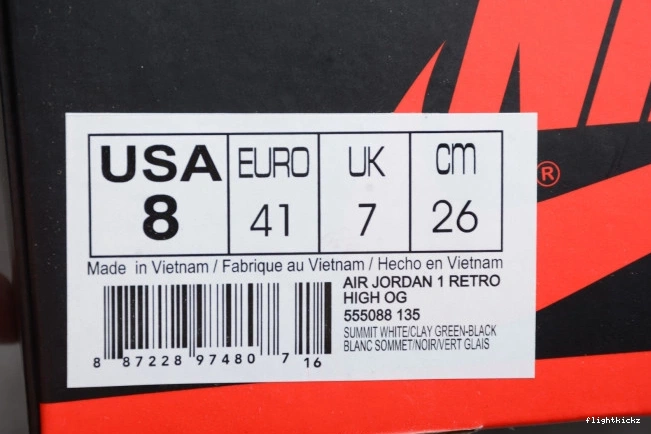 USA EURO UK cm
8 41 7 26
Made in Vietnam / Fabrique au Vietnam / Hecho en Vietnam
AIR JORDAN 1 RETRO
HIGH OG
555088 135
SUMMIT WHITE/CLAY GREEN-BLACK
BLANC SOMMET/NOIR/VERT GLAIS
8 87228 97480 7 16
®
flightkickz